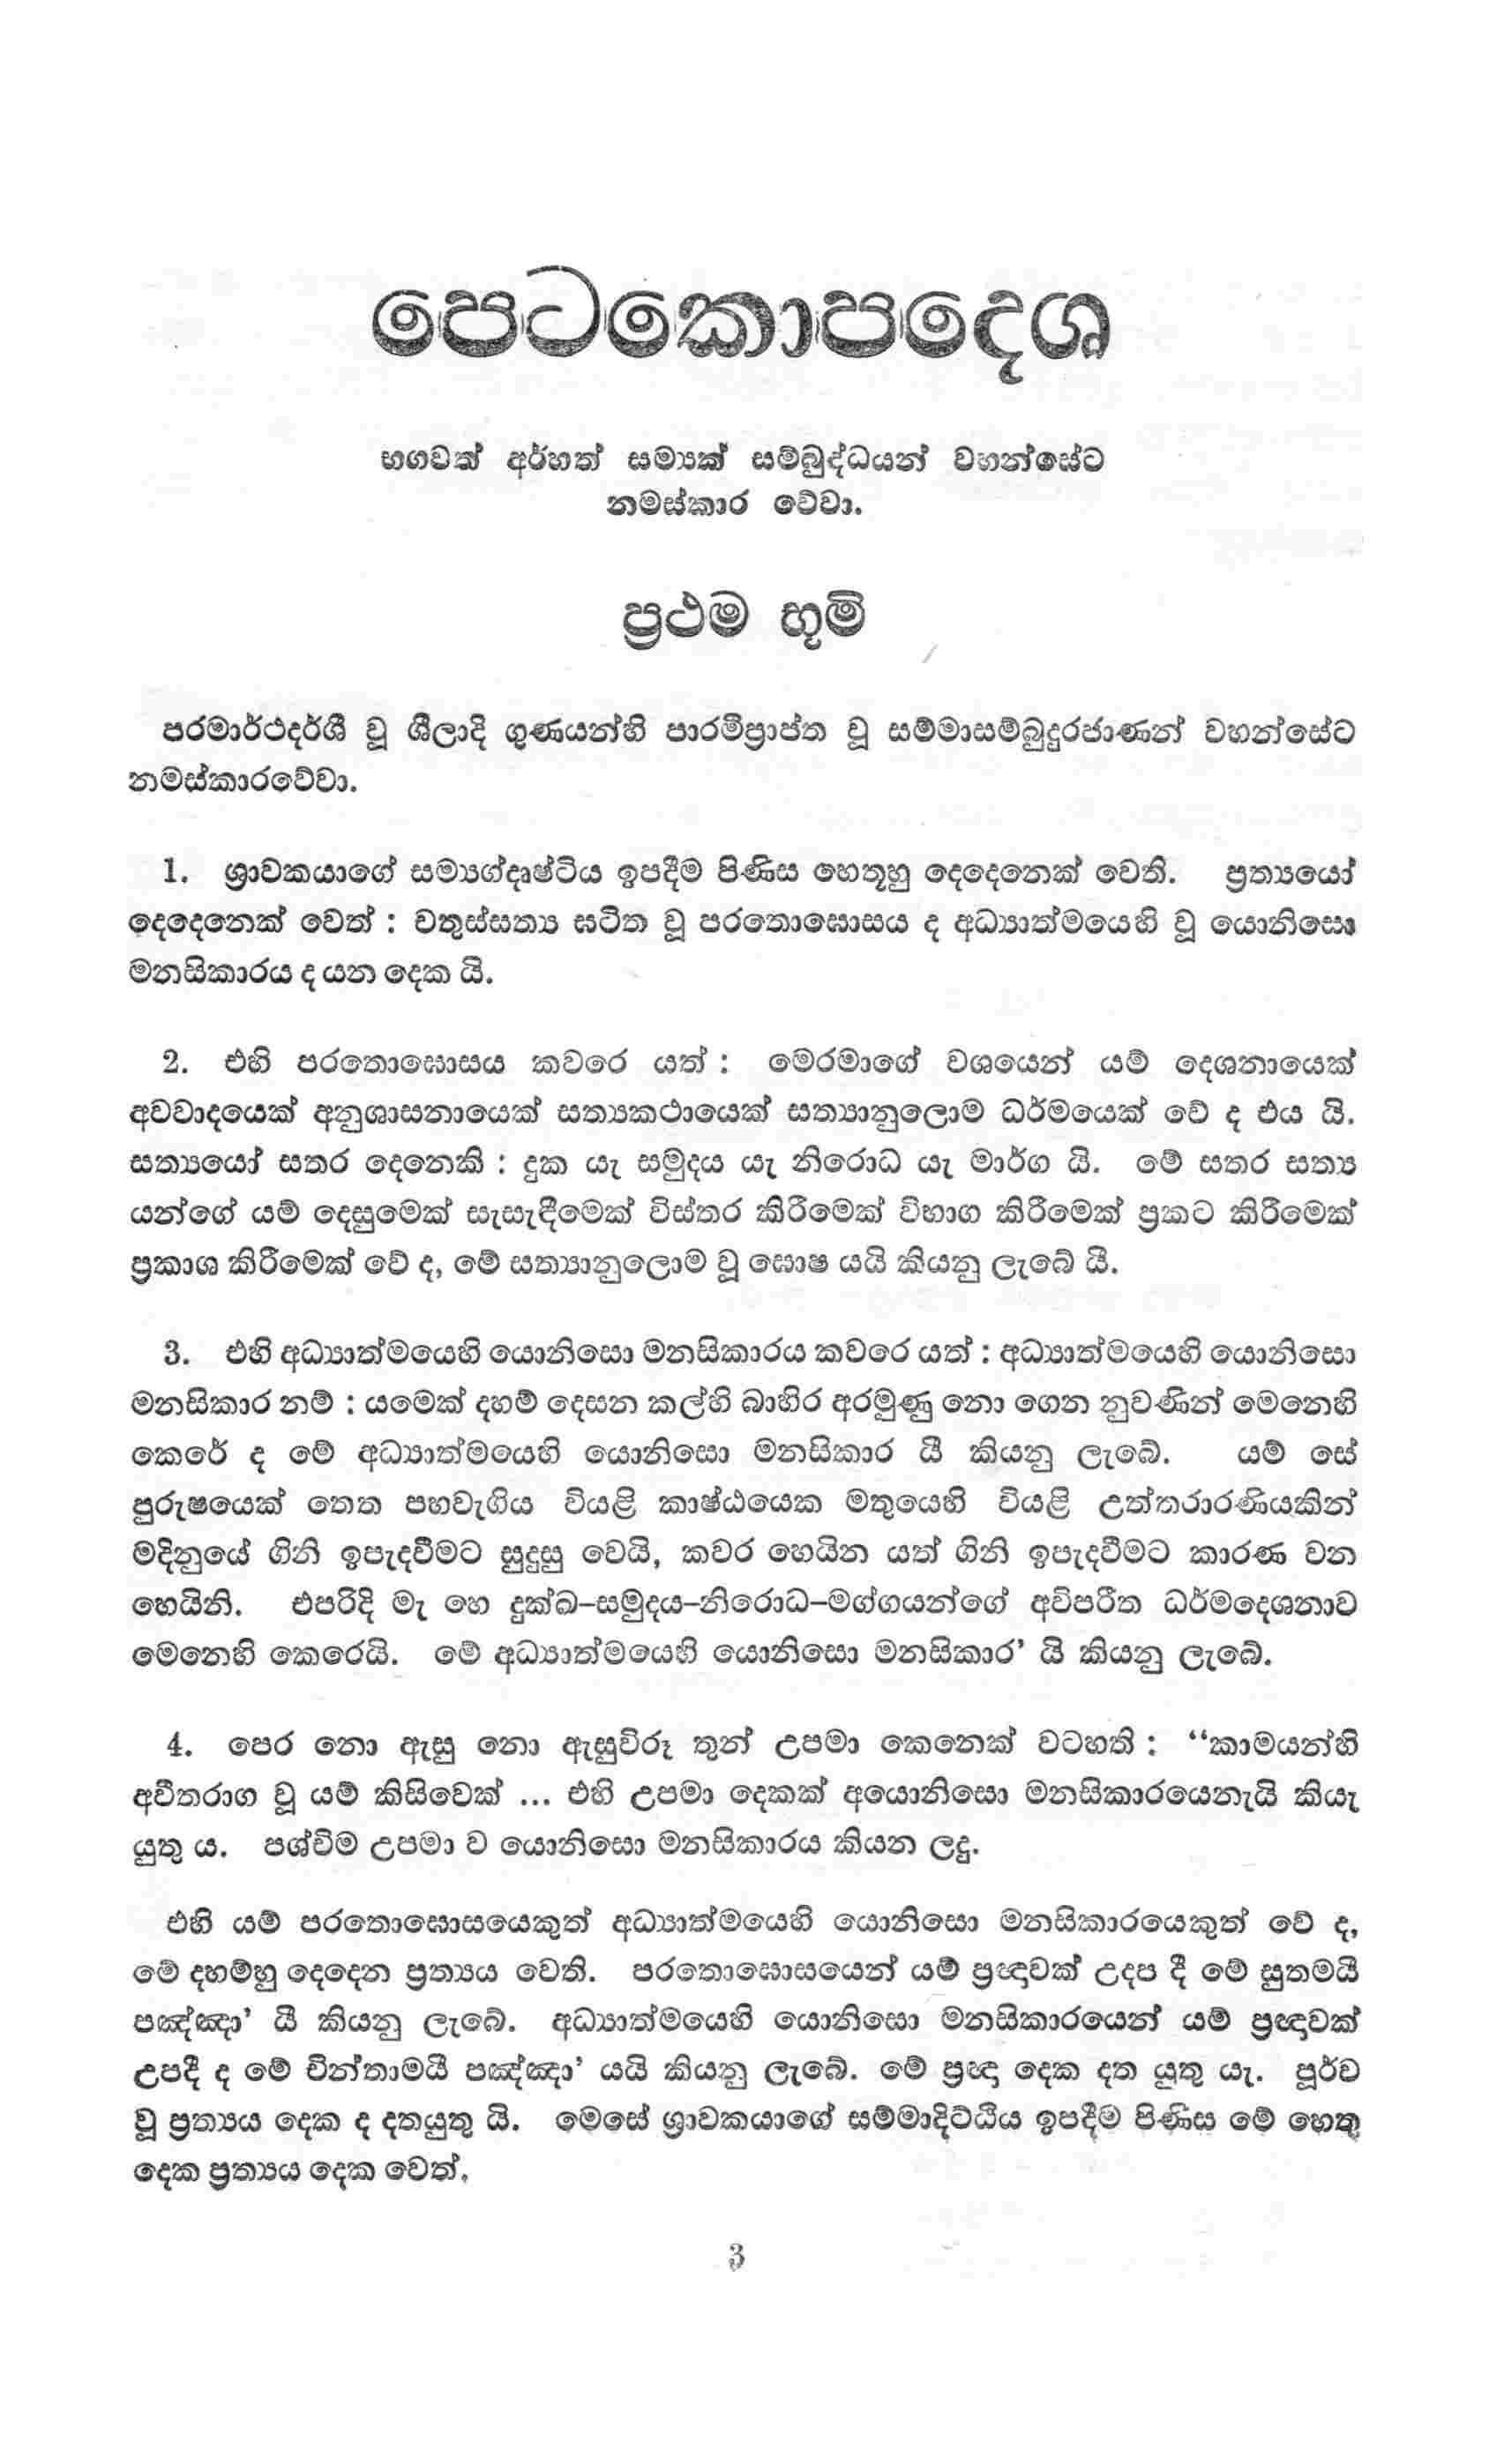 පෙටකොපදෙශ
භගවත් අර්හත් සම්‍යක් සම්බුද්ධයන් වහන්සේට
නමස්කාර වේවා.
ප්‍රථම භූමි
පරමාර්ථදර්ශී වූ ශීලාදි ගුණයන්හි පාරමිප්‍රාප්ත වූ සම්මාසම්බුදුරජාණන් වහන්සේට
නමස්කාරවේවා.
1. ශ්‍රාවකයාගේ සම්‍යග්දෘෂ්ටිය ඉපදීම පිණිස හෙතූහු දෙදෙනෙක් වෙති. ප්‍රත්‍යයෝ
දෙදෙනෙක් වෙත් : චතුස්සත්‍ය ඝටිත වූ පරතොඝොසය ද අධ්‍යාත්මයෙහි වූ යොනිසො
මනසිකාරය ද යන දෙක යි.
2. එහි පරතොඝොසය කවරෙ යත් : මෙරමාගේ වශයෙන් යම් දෙශනායෙක්
අවවාදයෙක් අනුශාසනායෙක් සත්‍යකථායෙක් සත්‍යානුලොම ධර්මයෙක් වේ ද එය යි.
සත්‍යයෝ සතර දෙනෙකි : දුක යැ සමුදය යැ නිරොධ යැ මාර්ග යි. මේ සතර සත්‍ය
යන්ගේ යම් දෙසුමෙක් සැසැඳීමෙක් විස්තර කිරීමෙක් විභාග කිරීමෙක් ප්‍රකට කිරීමෙක්
ප්‍රකාශ කිරීමෙක් වේ ද, මේ සත්‍යානුලොම වූ ඝොෂ යයි කියනු ලැබේ යී.
3. එහි අධ්‍යාත්මයෙහි යොනිසො මනසිකාරය කවරෙ යත් : අධ්‍යාත්මයෙහි යොනිසො
මනසිකාර නම් : යමෙක් දහම් දෙසන කල්හි බාහිර අරමුණු නො ගෙන නුවණින් මෙනෙහි
කෙරේ ද මේ අධ්‍යාත්මයෙහි යොනිසො මනසිකාර යී කියනු ලැබේ. යම් සේ
පුරුෂයෙක් තෙත පහවැගිය වියළි කාෂ්ඨයෙක මතුයෙහි වියළි උත්තරාරණියකින්
මදිනුයේ ගිනි ඉපැදවීමට සුදුසු වෙයි, කවර හෙයින යත් ගිනි ඉපැදවීමට කාරණ වන
හෙයිනි. එපරිදි මැ හෙ දුක්ඛ–සමුදය–නිරොධ–මග්ගයන්ගේ අවිපරීත ධර්මදෙශනාව
මෙනෙහි කෙරෙයි. මේ අධ්‍යාත්මයෙහි යොනිසො මනසිකාර’ යි කියනු ලැබේ.
4. පෙර නො ඇසූ නො ඇසුවිරූ තුන් උපමා කෙනෙක් වටහති : “කාමයන්හි
අවීතරාග වූ යම් කිසිවෙක් ... එහි උපමා දෙකක් අයොනිසො මනසිකාරයෙනැයි කියැ
යුතු ය. පශ්චිම උපමා ව යොනිසො මනසිකාරය කියන ලදු.
එහි යම් පරතොඝොසයෙකුත් අධ්‍යාත්මයෙහි යොනිසො මනසිකාරයෙකුත් වේ ද,
මේ දහම්හු දෙදෙන ප්‍රත්‍යය වෙති. පරතොඝොසයෙන් යම් ප්‍රඥාවක් උදප දී මේ සුතමයී
පඤ්ඤා’ යී කියනු ලැබේ. අධ්‍යාත්මයෙහි යොනිසො මනසිකාරයෙන් යම් ප්‍රඥාවක්
උපදී ද මේ චින්තාමයී පඤ්ඤා’ යයි කියනු ලැබේ. මේ ප්‍රඥා දෙක දත යුතු යැ. පූර්ව
වූ ප්‍රත්‍යය දෙක ද දතයුතු යි. මෙසේ ශ්‍රාවකයාගේ සම්මාදිට්ඨිය ඉපදීම පිණිස මේ හෙතු
දෙක ප්‍රත්‍යය දෙක වෙත්.
3